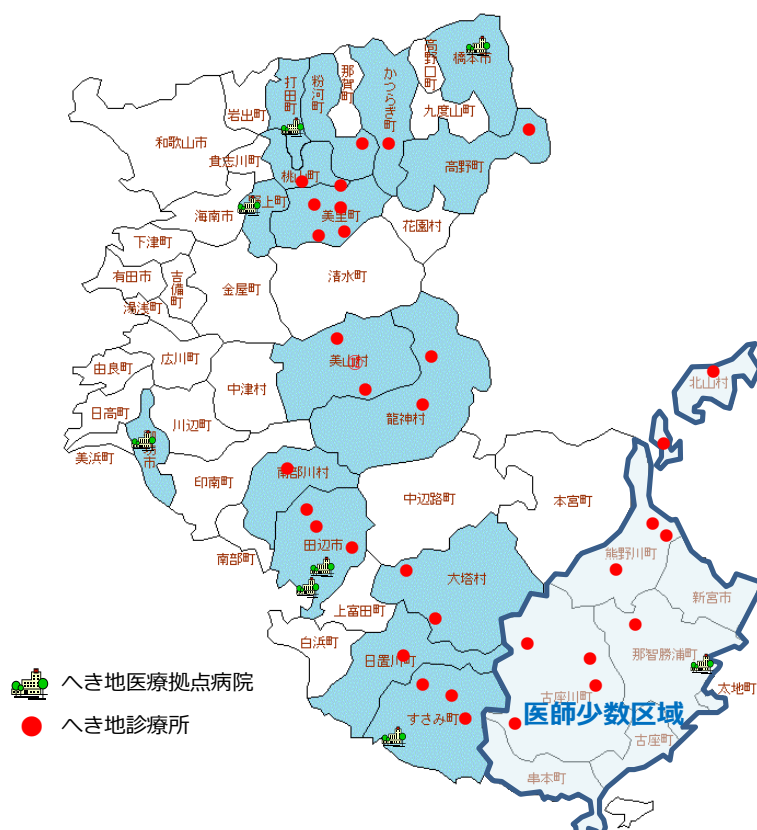 橋本市
高野口町
那賀町
かつらぎ町
粉河町
打田町
岩出町
九度山町
和歌山市
貴志川町
高野町
桃山町
野上町
海南市
美里町
花園村
下津町
有田市
吉備町
金屋町
清水町
湯浅町
広川町
美山村
由良町
中津村
北山村
日高町
川辺町
龍神村
美浜町
市
印南町
南部川村
中辺路町
本宮町
田辺市
南部町
熊野川町
大塔村
新宮市
上富田町
白浜町
日置川町
那智勝浦町
太地町
へき地医療拠点病院
へき地診療所
すさみ町
古座川町
医師少数区域
古座町
串本町